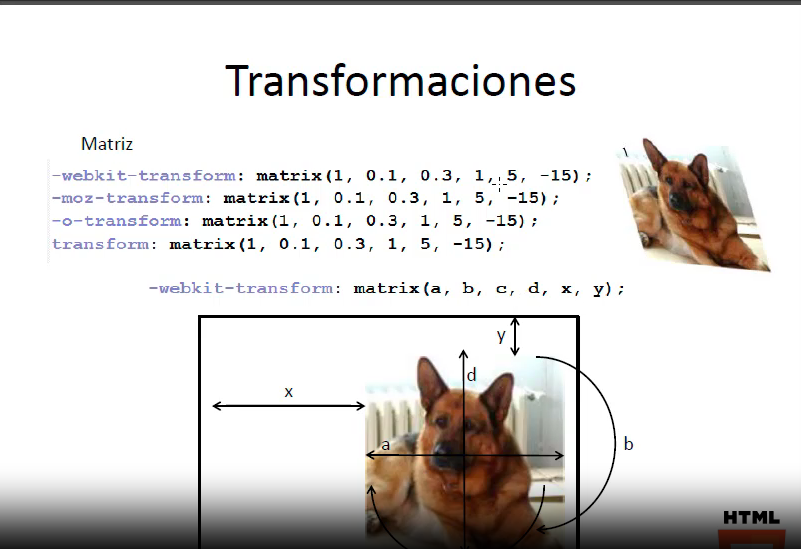 Transformaciones
Matriz
-webkit-transform: matrix(1, 0.1, 0.3, 1, 5, -15);
-moz-transform: matrix(1, 0.1, 0.3, 1, 5, -15);
-o-transform: matrix(1, 0.1, 0.3, 1, 5, -15);
transform: matrix(1, 0.1, 0.3, 1, 5, -15);
-webkit-transform: matrix(a, b, c, d, x, y);
y
d
x
a
b
HTML